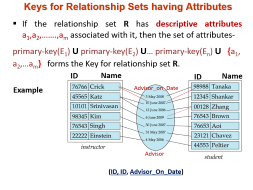 Keys for Relationship Sets having Attributes
▪ If the relationship set R has descriptive attributes
a1,a2,.......,am associated with it, then the set of attributes-
primary-key(E1) U primary-key(E2) U... primary-key(En) U {a1,
a2,...am} forms the Key for relationship set R.
Example
ID Name
Advisor_on_Date
ID Name
76766 Crick
45565 Katz
10101 Srinivasan
98345 Kim
76543 Singh
22222 Einstein
instructor
98988 Tanaka
12345 Shankar
00128 Zhang
76543 Brown
76653 Aoi
23121 Chavez
44553 Peltier
student
Advisor
{ID, ID, Advisor_On_Date}